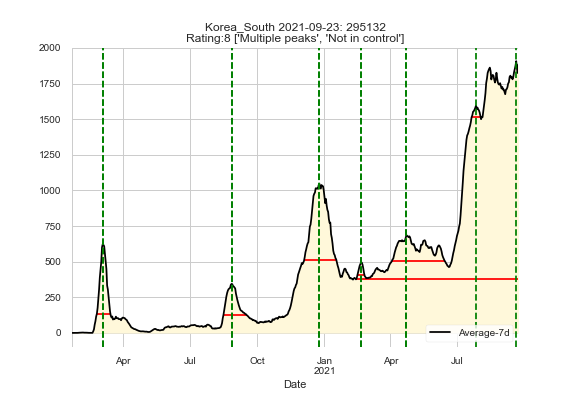 Korea_South 2021-09-23: 295132
Rating:8 ['Multiple peaks', 'Not in control']
2000
1750
1500
1250
1000
750
500
250
0
Average-7d
Apr
Jul
Oct
Jan
2021
Apr
Jul
Date